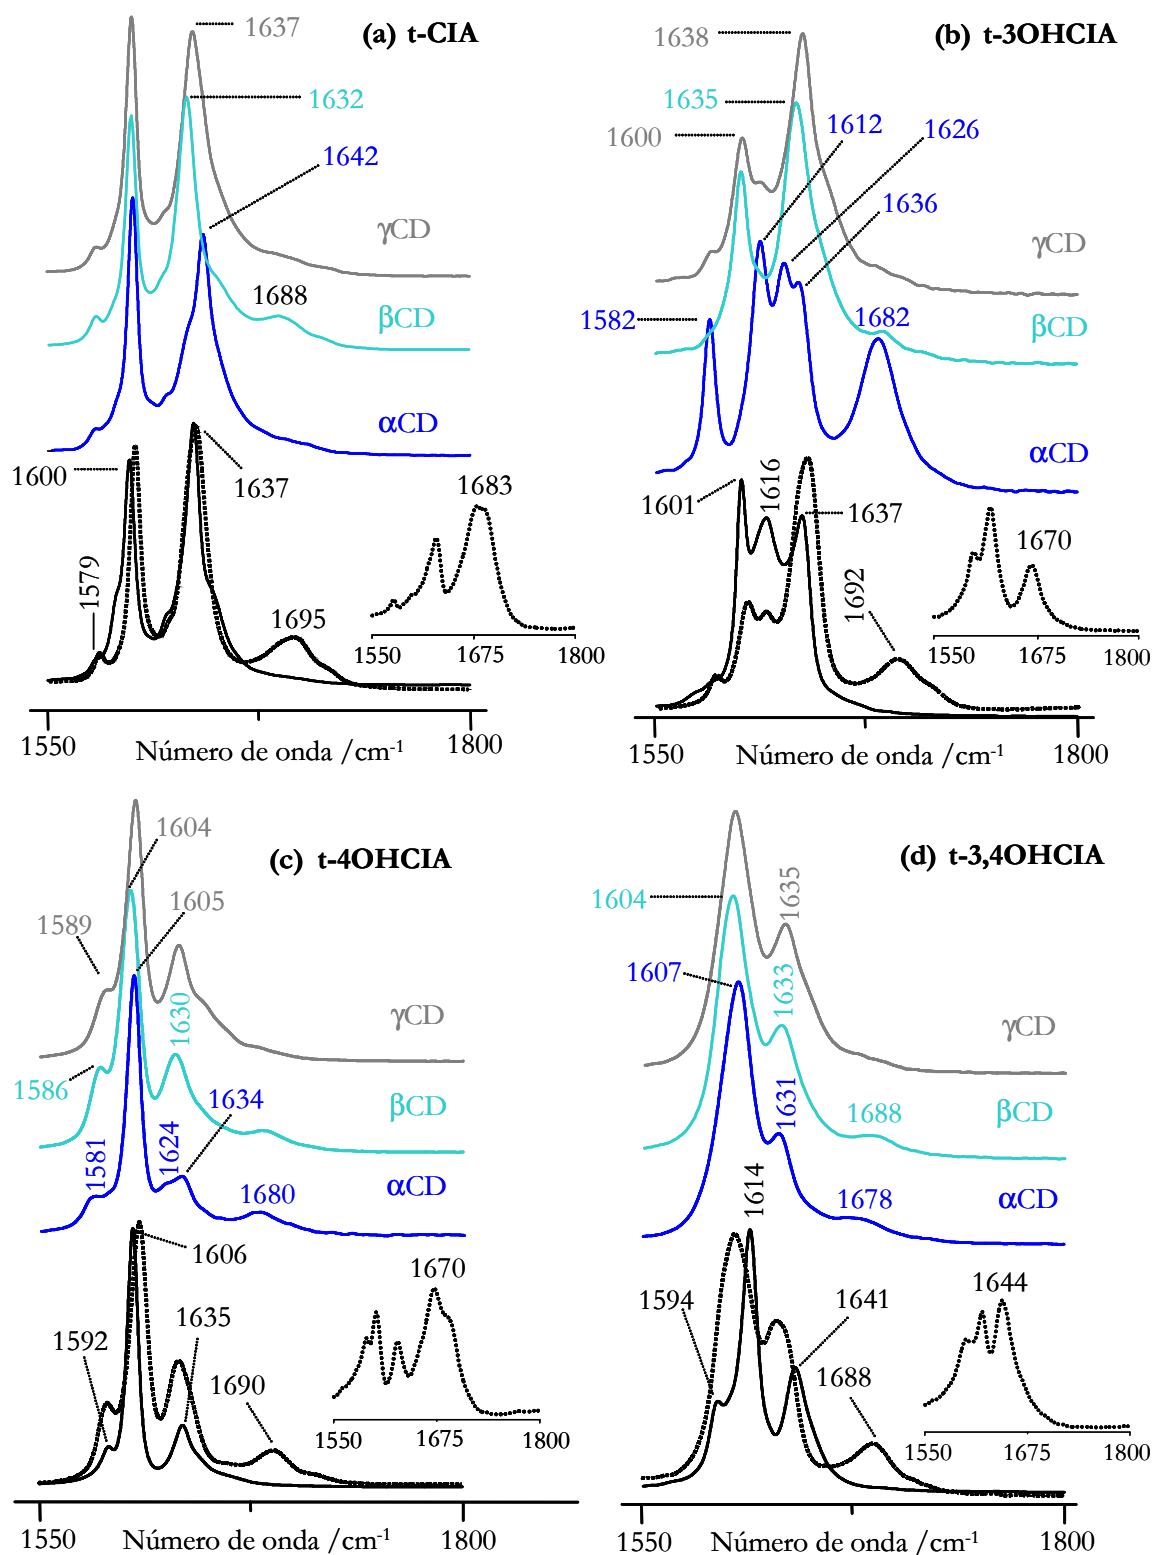 (a) t-CIA
1637
1632
1642
γCD
1688
βCD
αCD
1600
1637
1683
1579
1695
1550 1675 1800
1550 1800
Número de onda /cm-1
(b) t-3OHCIA
1638
1635
1612
1626
1600
1636
γCD
1582
1682
βCD
αCD
1601
1616
1637
1670
1692
1550 1675 1800
1550 1800
Número de onda /cm-1
(c) t-4OHCIA
1604
1605
1589
γCD
1630
1586
1634
βCD
1581
1624
1680
αCD
1606
1670
1635
1592
1690
1550 1675 1800
1550 1800
Número de onda /cm-1
(d) t-3,4OHCIA
1635
1604
1607
1633
γCD
1688
βCD
1631
1678
αCD
1614
1594
1641
1644
1688
1550 1675 1800
1550 1800
Número de onda /cm-1